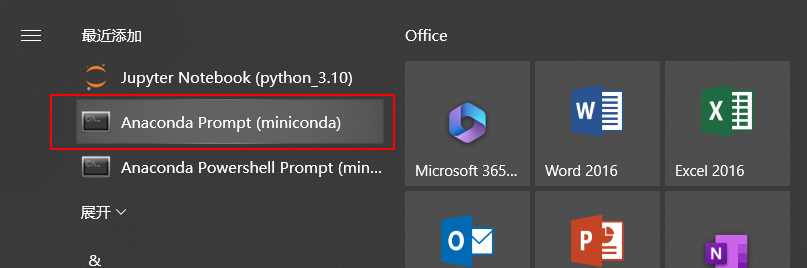 最近添加
Jupyter Notebook (python_3.10)
Anaconda Prompt (miniconda)
Anaconda Powershell Prompt (min...
展开
&
Office
Microsoft 365...
Word 2016
Excel 2016